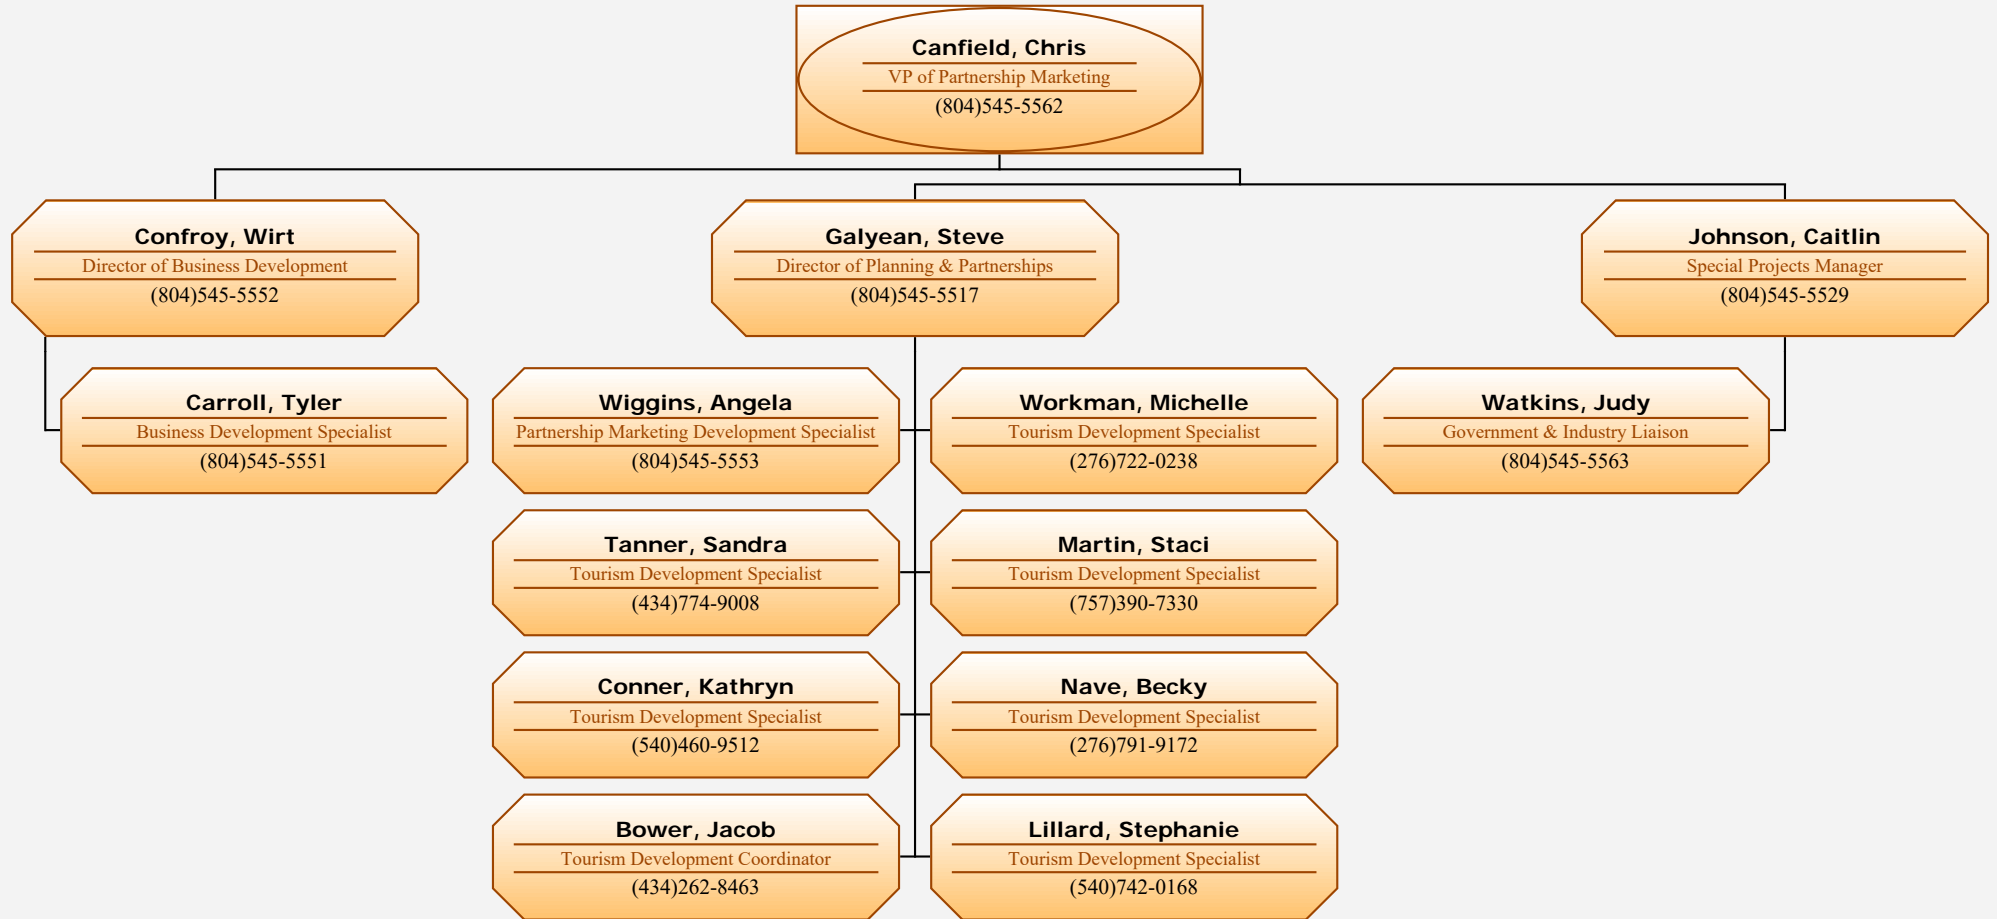 Canfield, Chris
VP of Partnership Marketing
(804)545-5562
Confroy, Wirt
Director of Business Development
(804)545-5552
Galyean, Steve
Director of Planning & Partnerships
(804)545-5517
Johnson, Caitlin
Special Projects Manager
(804)545-5529
Carroll, Tyler
Business Development Specialist
(804)545-5551
Wiggins, Angela
Partnership Marketing Development Specialist
(804)545-5553
Workman, Michelle
Tourism Development Specialist
(276)722-0238
Watkins, Judy
Government & Industry Liaison
(804)545-5563
Tanner, Sandra
Tourism Development Specialist
(434)774-9008
Martin, Staci
Tourism Development Specialist
(757)390-7330
Conner, Kathryn
Tourism Development Specialist
(540)460-9512
Nave, Becky
Tourism Development Specialist
(276)791-9172
Bower, Jacob
Tourism Development Coordinator
(434)262-8463
Lillard, Stephanie
Tourism Development Specialist
(540)742-0168